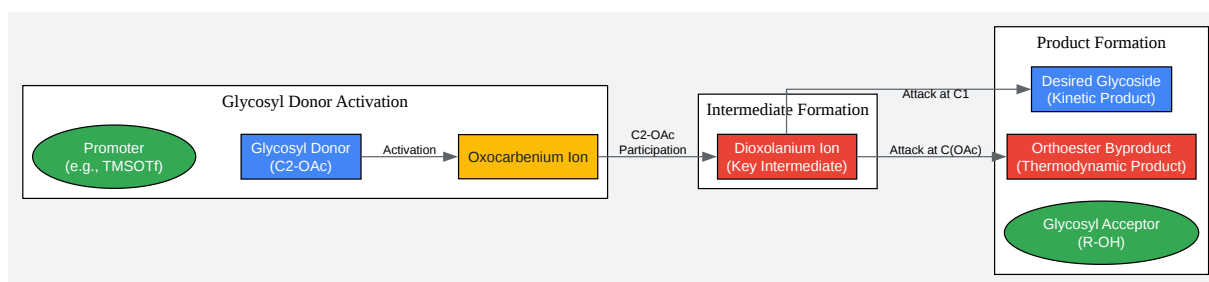 Glycosyl Donor Activation
Promoter
(e.g., TMSOTf)
Glycosyl Donor
(C2-OAc)
Activation
Oxocarbenium Ion
C2-OAc
Participation
Intermediate Formation
Dioxolanium Ion
(Key Intermediate)
Attack at C1
Attack at C(OAc)
Product Formation
Desired Glycoside
(Kinetic Product)
Orthoester Byproduct
(Thermodynamic Product)
Glycosyl Acceptor
(R-OH)